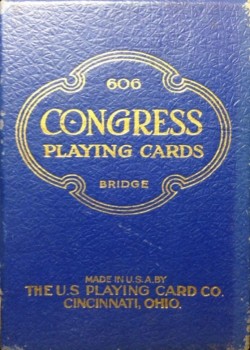 606
CONGRESS
PLAYING CARDS
BRIDGE
MADE IN U.S.A. BY
THE U.S. PLAYING CARD CO.
CINCINNATI, OHIO.